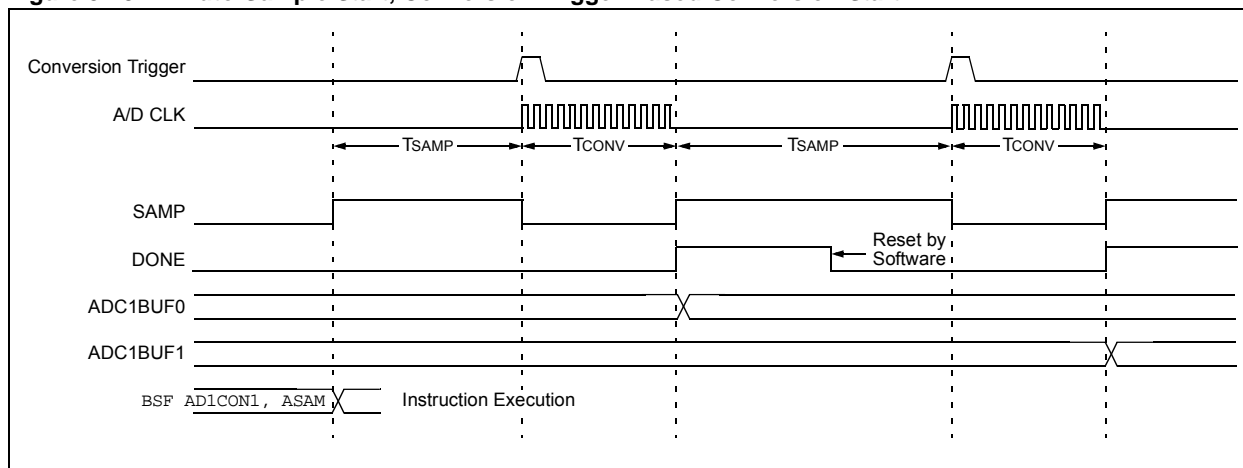 Conversion Trigger
A/D CLK
TSAMP
TCONV
TSAMP
TCONV
SAMP
DONE
Reset by
Software
ADC1BUF0
ADC1BUF1
BSF AD1CON1, ASAM
Instruction Execution